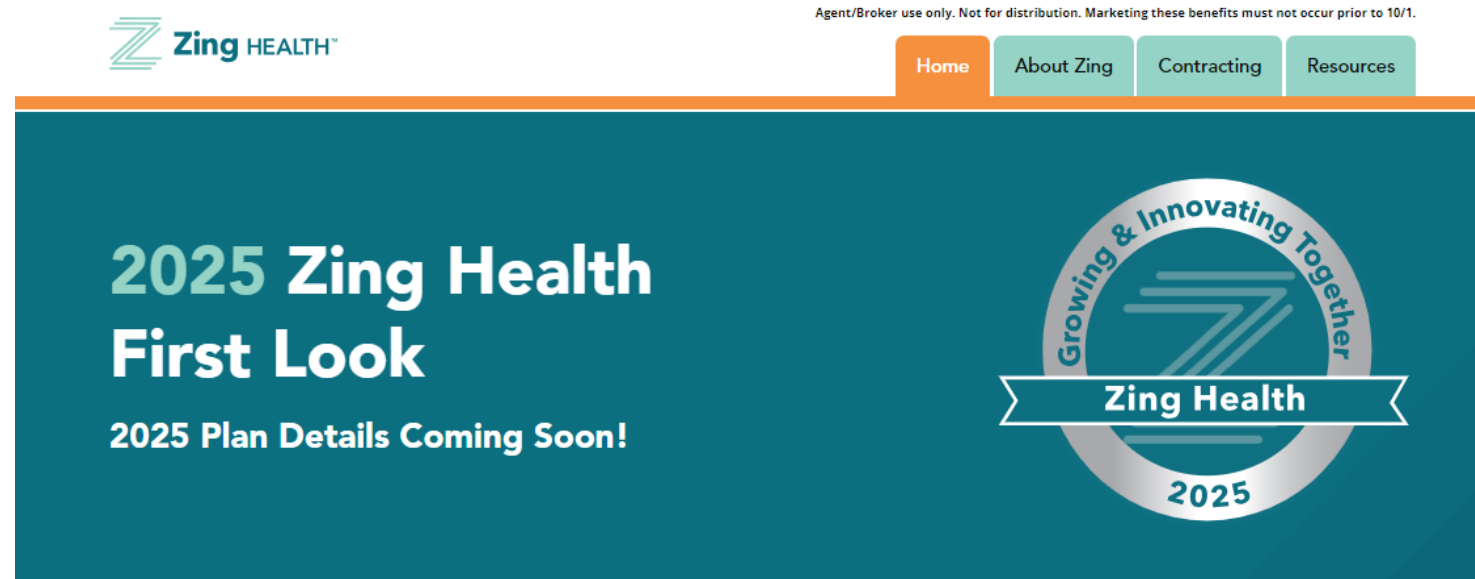 Agent/Broker use only. Not for distribution. Marketing these benefits must not occur prior to 10/1.
Zing HEALTH™
Home
About Zing
Contracting
Resources
2025 Zing Health
First Look
2025 Plan Details Coming Soon!
Growing & Innovating Together
Zing Health
2025